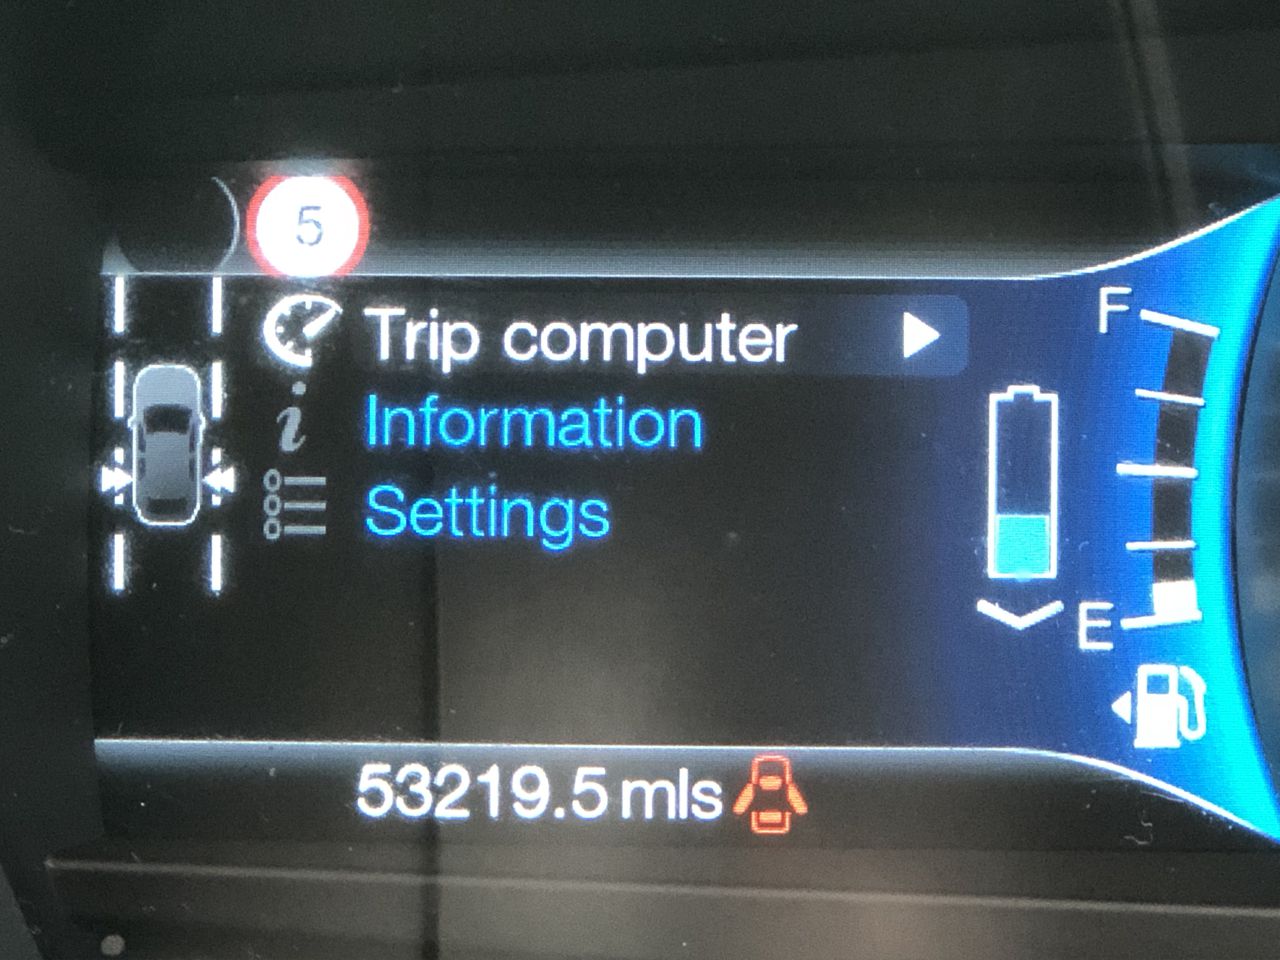 5
Trip computer
Information
Settings
F
E
53219.5 mls